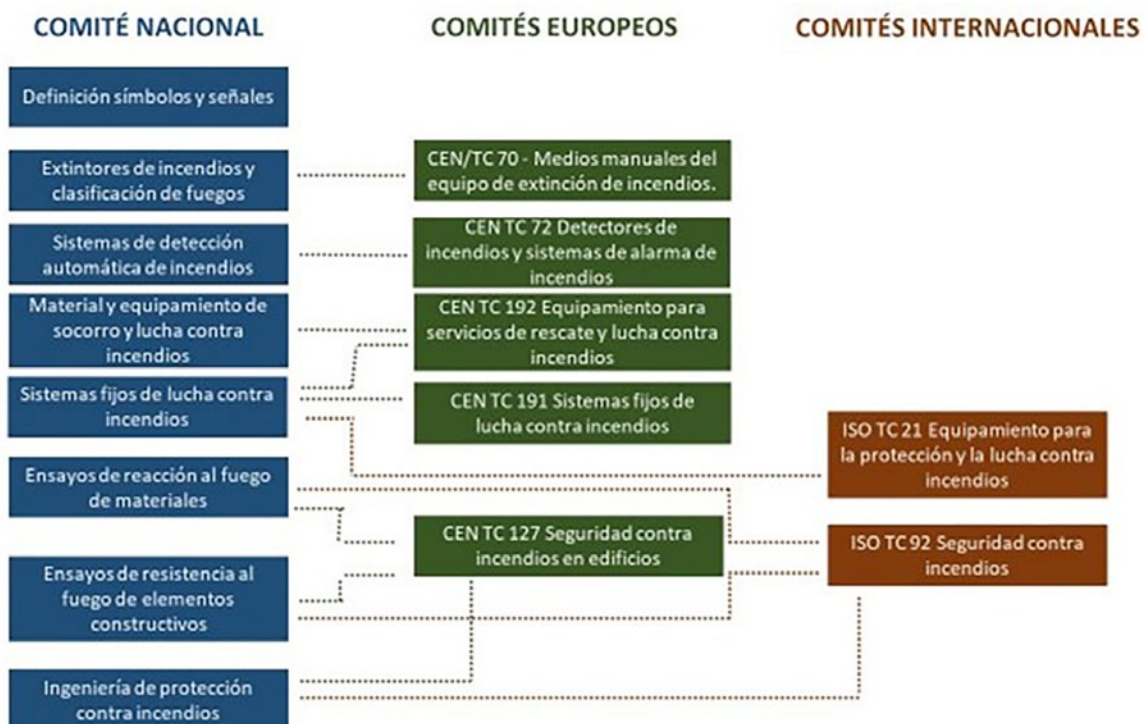 COMITÉ NACIONAL
COMITÉS EUROPEOS
COMITÉS INTERNACIONALES
Definición símbolos y señales
Extintores de incendios y
clasificación de fuegos
CEN/TC 70 - Medios manuales del
equipo de extinción de incendios.
Sistemas de detección
automática de incendios
CEN TC 72 Detectores de
incendios y sistemas de alarma de
incendios
Material y equipamiento de
socorro y lucha contra
incendios
CEN TC 192 Equipamiento para
servicios de rescate y lucha contra
incendios
Sistemas fijos de lucha contra
incendios
CEN TC 191 Sistemas fijos de
lucha contra incendios
ISO TC 21 Equipamiento para
la protección y la lucha contra
incendios
Ensayos de reacción al fuego
de materiales
CEN TC 127 Seguridad contra
incendios en edificios
ISO TC 92 Seguridad contra
incendios
Ensayos de resistencia al
fuego de elementos
constructivos
Ingeniería de protección
contra incendios